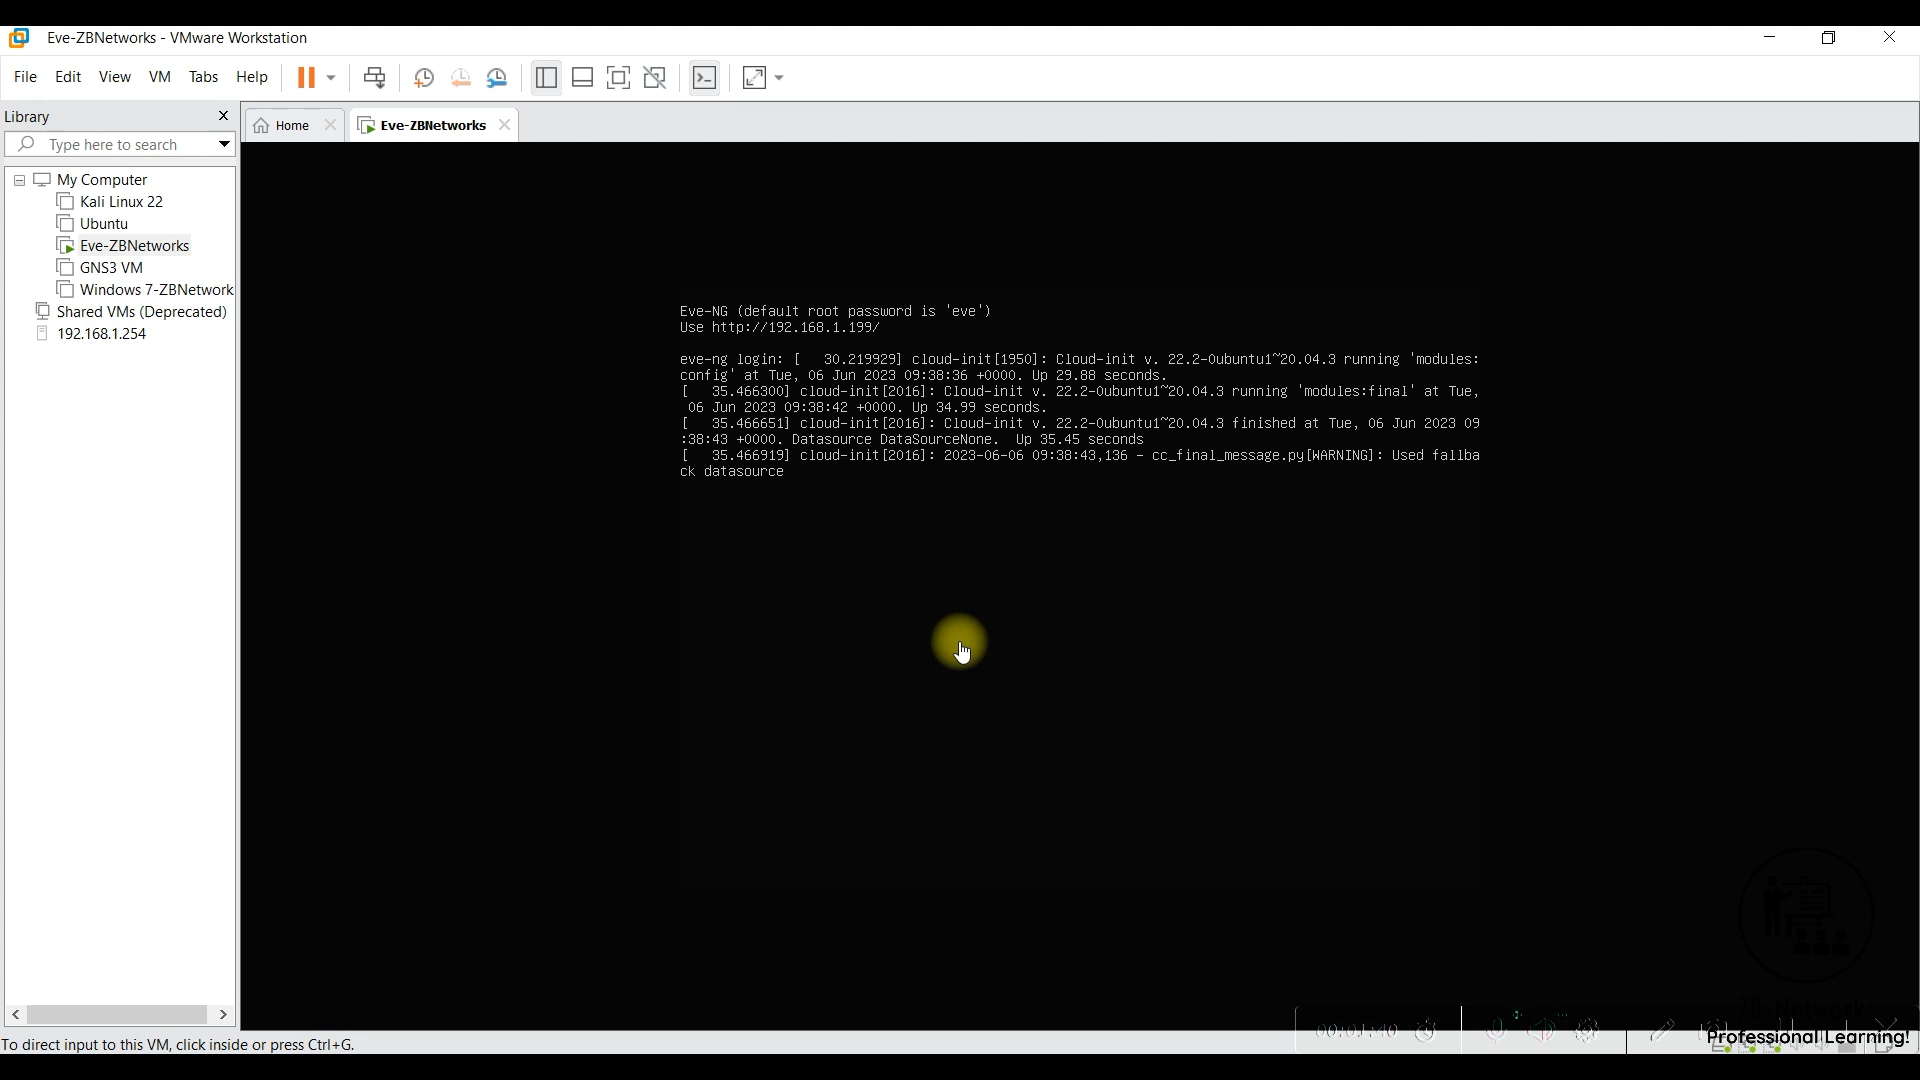 Eve-ZBNetworks - VMware Workstation
File Edit View VM Tabs Help
Library
Type here to search
Home
Eve-ZBNetworks
My Computer
Kali Linux 22
Ubuntu
Eve-ZBNetworks
GNS3 VM
Windows 7-ZBNetwork
Shared VMs (Deprecated)
192.168.1.254
Eve-NG (default root password is 'eve')
Use http://192.168.1.199/
eve-ng login: [   30.219929] cloud-init[1950]: Cloud-init v. 22.2-0ubuntu1~20.04.3 running 'modules:
config' at Tue, 06 Jun 2023 09:38:36 +0000. Up 29.88 seconds.
[   35.466300] cloud-init[2016]: Cloud-init v. 22.2-0ubuntu1~20.04.3 running 'modules:final' at Tue,
06 Jun 2023 09:38:42 +0000. Up 34.99 seconds.
[   35.466651] cloud-init[2016]: Cloud-init v. 22.2-0ubuntu1~20.04.3 finished at Tue, 06 Jun 2023 09
:38:43 +0000. Datasource DataSourceNone.  Up 35.45 seconds
[   35.466919] cloud-init[2016]: 2023-06-06 09:38:43,136 - cc_final_message.py[WARNING]: Used fallba
ck datasource
Professional Learning!
To direct input to this VM, click inside or press Ctrl+G.